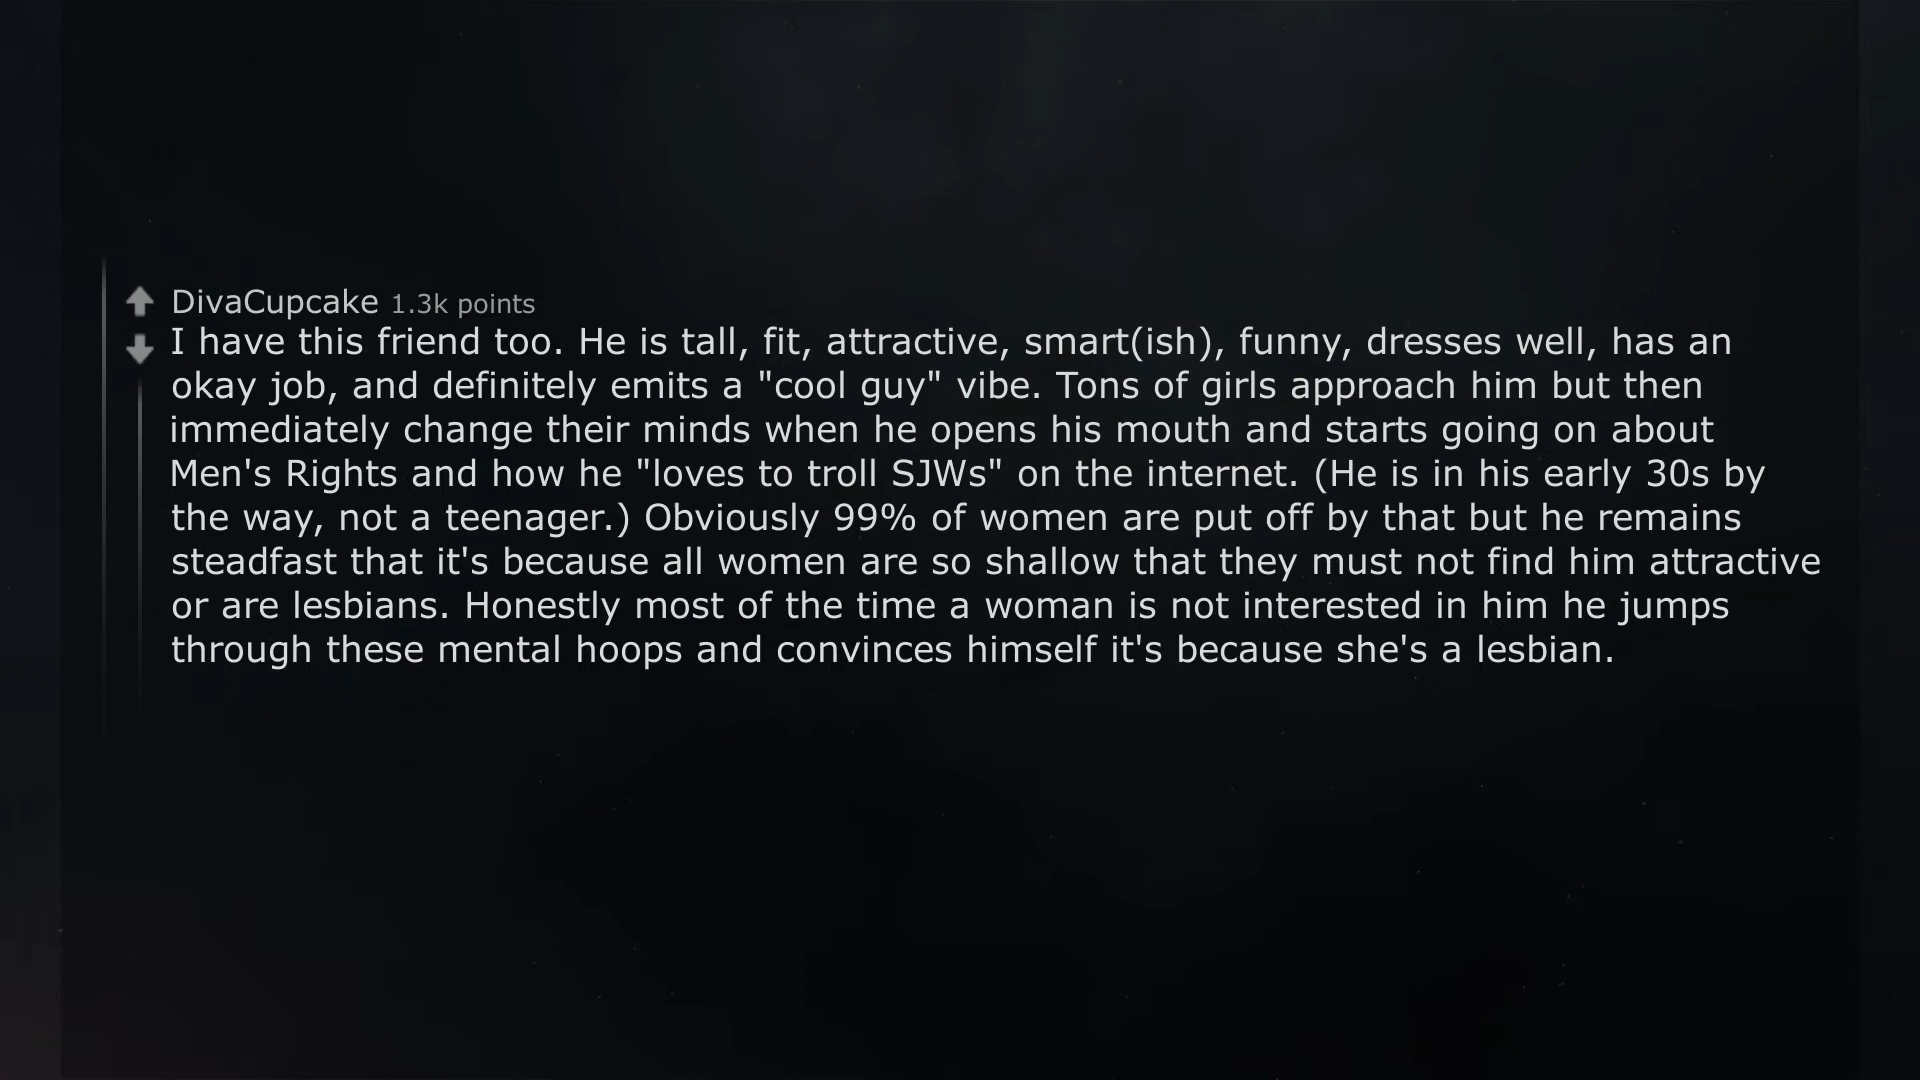 DivaCupcake 1.3k points
I have this friend too. He is tall, fit, attractive, smart(ish), funny, dresses well, has an
okay job, and definitely emits a "cool guy" vibe. Tons of girls approach him but then
immediately change their minds when he opens his mouth and starts going on about
Men's Rights and how he "loves to troll SJWs" on the internet. (He is in his early 30s by
the way, not a teenager.) Obviously 99% of women are put off by that but he remains
steadfast that it's because all women are so shallow that they must not find him attractive
or are lesbians. Honestly most of the time a woman is not interested in him he jumps
through these mental hoops and convinces himself it's because she's a lesbian.